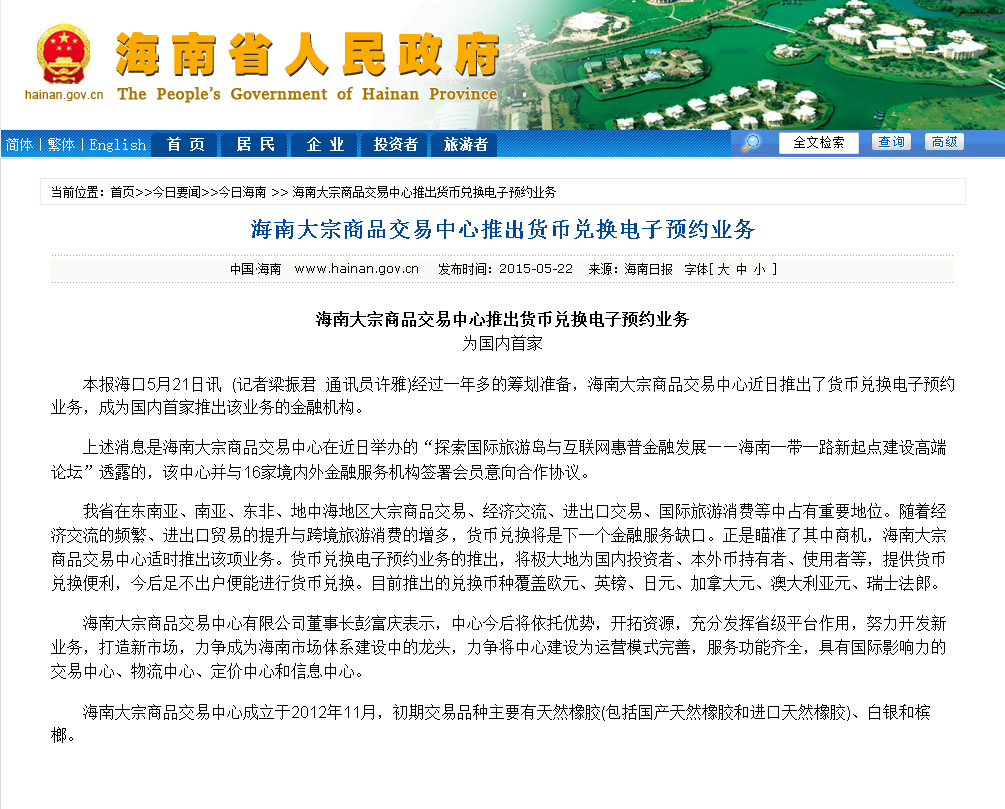 海南省人民政府
hainan.gov.cn The People's Government of Hainan Province
简体 | 繁体 | English 首 页 居 民 企 业 投资者 旅游者 全文检索 查询 高级
当前位置：首页>>今日要闻>>今日海南 >> 海南大宗商品交易中心推出货币兑换电子预约业务
海南大宗商品交易中心推出货币兑换电子预约业务
中国·海南 www.hainan.gov.cn 发布时间：2015-05-22 来源：海南日报 字体[ 大 中 小 ]
海南大宗商品交易中心推出货币兑换电子预约业务
为国内首家
本报海口5月21日讯 (记者梁振君 通讯员许雅)经过一年多的筹划准备，海南大宗商品交易中心近日推出了货币兑换电子预约
业务，成为国内首家推出该业务的金融机构。
上述消息是海南大宗商品交易中心在近日举办的“探索国际旅游岛与互联网惠普金融发展——海南一带一路新起点建设高端
论坛”透露的，该中心并与16家境内外金融服务机构签署会员意向合作协议。
我省在东南亚、南亚、东非、地中海地区大宗商品交易、经济交流、进出口交易、国际旅游消费等中占有重要地位。随着经
济交流的频繁、进出口贸易的提升与跨境旅游消费的增多，货币兑换将是下一个金融服务缺口。正是瞄准了其中商机，海南大宗
商品交易中心适时推出该项业务。货币兑换电子预约业务的推出，将极大地为国内投资者、本外币持有者、使用者等，提供货币
兑换便利，今后足不出户便能进行货币兑换。目前推出的兑换币种覆盖欧元、英镑、日元、加拿大元、澳大利亚元、瑞士法郎。
海南大宗商品交易中心有限公司董事长彭富庆表示，中心今后将依托优势，开拓资源，充分发挥省级平台作用，努力开发新
业务，打造新市场，力争成为海南市场体系建设中的龙头，力争将中心建设为运营模式完善，服务功能齐全，具有国际影响力的
交易中心、物流中心、定价中心和信息中心。
海南大宗商品交易中心成立于2012年11月，初期交易品种主要有天然橡胶(包括国产天然橡胶和进口天然橡胶)、白银和槟
榔。